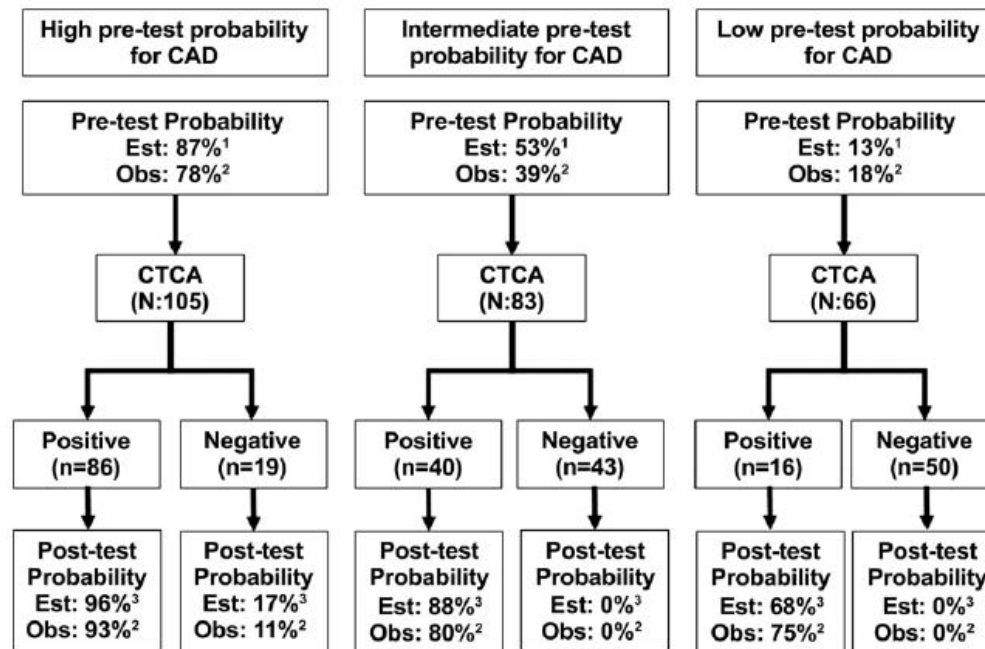 High pre-test probability
for CAD
Intermediate pre-test
probability for CAD
Low pre-test probability
for CAD
Pre-test Probability
Est: 87%¹
Obs: 78%²
Pre-test Probability
Est: 53%¹
Obs: 39%²
Pre-test Probability
Est: 13%¹
Obs: 18%²
CTCA
(N:105)
CTCA
(N:83)
CTCA
(N:66)
Positive
(n=86)
Negative
(n=19)
Positive
(n=40)
Negative
(n=43)
Positive
(n=16)
Negative
(n=50)
Post-test
Probability
Est: 96%³
Obs: 93%²
Post-test
Probability
Est: 17%³
Obs: 11%²
Post-test
Probability
Est: 88%³
Obs: 80%²
Post-test
Probability
Est: 0%³
Obs: 0%²
Post-test
Probability
Est: 68%³
Obs: 75%²
Post-test
Probability
Est: 0%³
Obs: 0%²